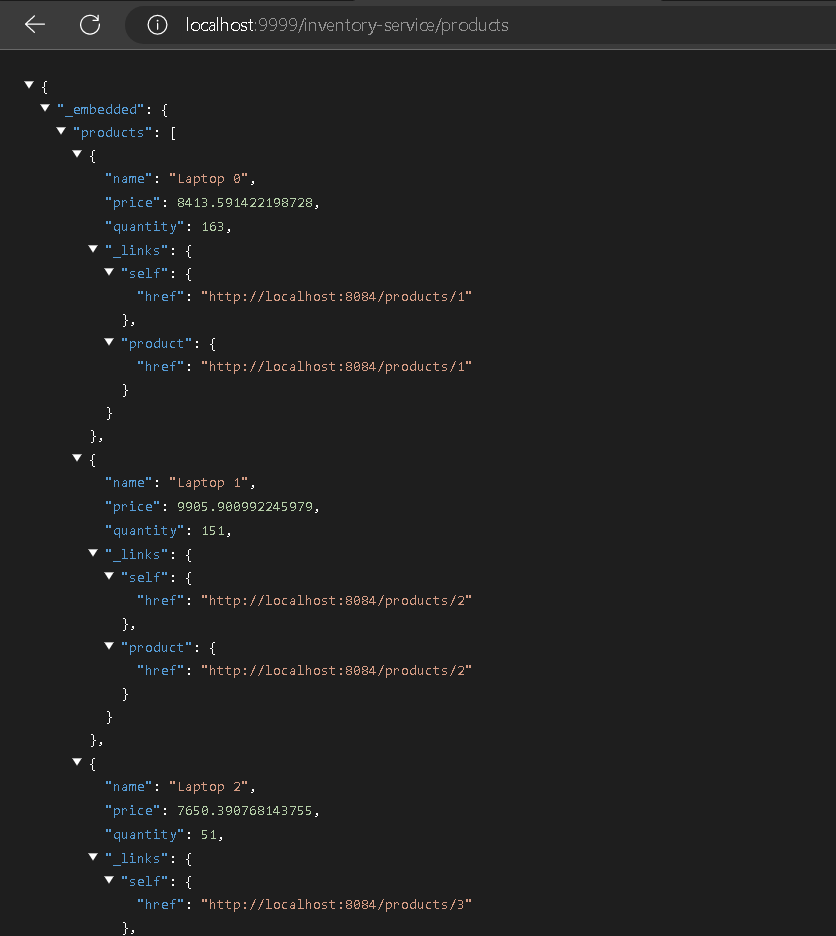 localhost:9999/inventory-service/products
{
"_embedded": {
"products": [
{
"name": "Laptop 0",
"price": 8413.591422198728,
"quantity": 163,
"_links": {
"self": {
"href": "http://localhost:8084/products/1"
},
"product": {
"href": "http://localhost:8084/products/1"
}
}
},
{
"name": "Laptop 1",
"price": 9905.900992245979,
"quantity": 151,
"_links": {
"self": {
"href": "http://localhost:8084/products/2"
},
"product": {
"href": "http://localhost:8084/products/2"
}
}
},
{
"name": "Laptop 2",
"price": 7650.390768143755,
"quantity": 51,
"_links": {
"self": {
"href": "http://localhost:8084/products/3"
},